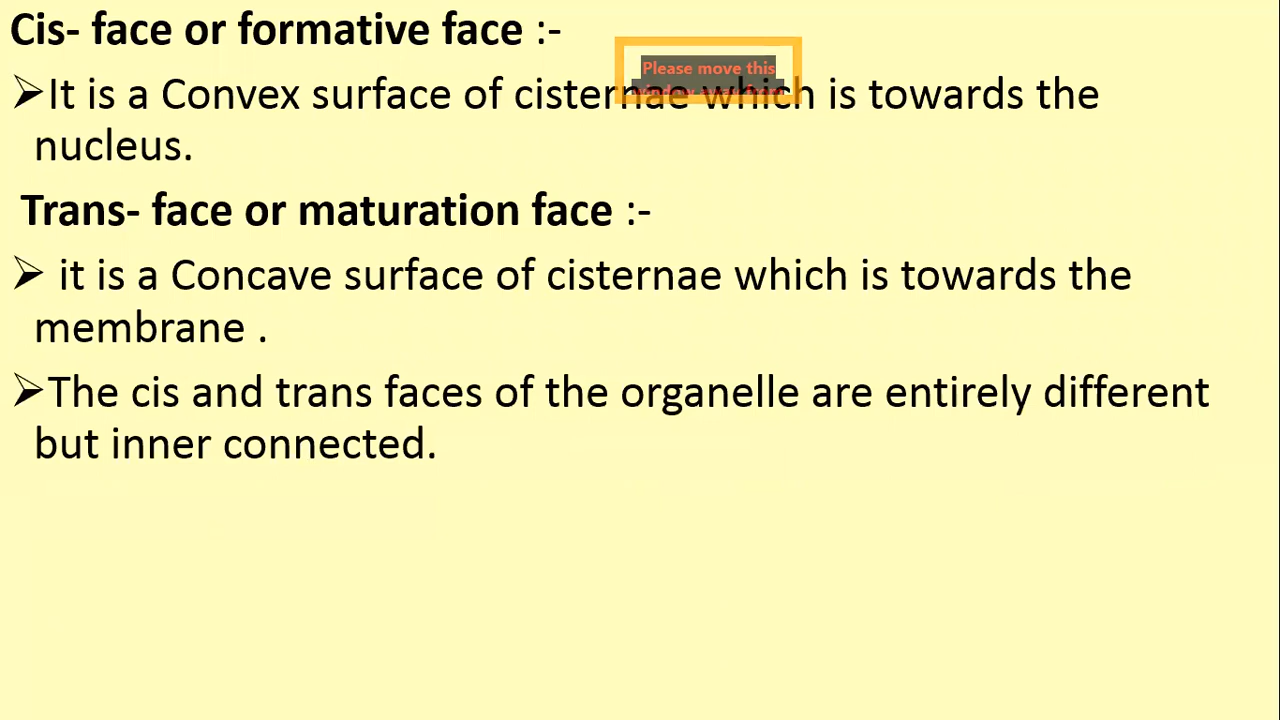 Cis- face or formative face :-
Please move this
➢It is a Convex surface of cisternae which is towards the
nucleus.
Trans- face or maturation face :-
➢ it is a Concave surface of cisternae which is towards the
membrane .
➢The cis and trans faces of the organelle are entirely different
but inner connected.